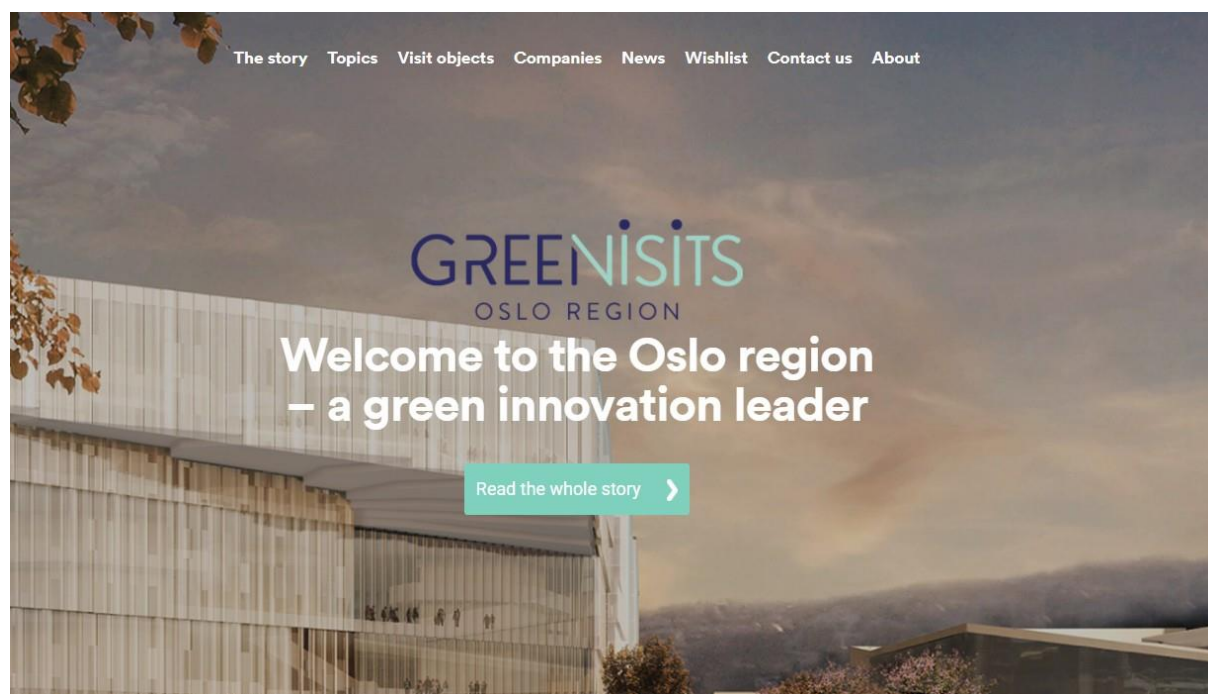 The story Topics Visit objects Companies News Wishlist Contact us About
GREENVISITS
OSLO REGION
Welcome to the Oslo region
– a green innovation leader
Read the whole story